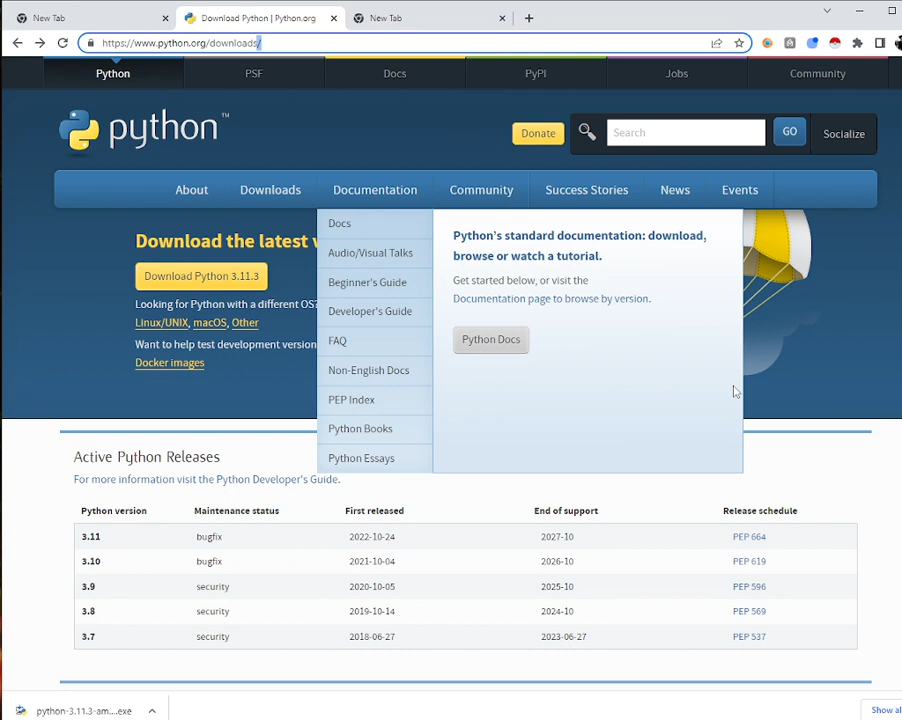 New Tab
Download Python | Python.org
New Tab
https://www.python.org/downloads/
Python
PSF
Docs
PyPI
Jobs
Community
python™
Donate
Search
GO
Socialize
About
Downloads
Documentation
Community
Success Stories
News
Events
Download the latest v
Download Python 3.11.3
Looking for Python with a different OS?
Linux/UNIX, macOS, Other
Want to help test development version
Docker images
Docs
Audio/Visual Talks
Beginner's Guide
Developer's Guide
FAQ
Non-English Docs
PEP Index
Python Books
Python Essays
Python's standard documentation: download,
browse or watch a tutorial.
Get started below, or visit the
Documentation page to browse by version.
Python Docs
Active Python Releases
For more information visit the Python Developer's Guide.
Python version Maintenance status First released End of support Release schedule
3.11 bugfix 2022-10-24 2027-10 PEP 664
3.10 bugfix 2021-10-04 2026-10 PEP 619
3.9 security 2020-10-05 2025-10 PEP 596
3.8 security 2019-10-14 2024-10 PEP 569
3.7 security 2018-06-27 2023-06-27 PEP 537
python-3.11.3-am....exe
Show al